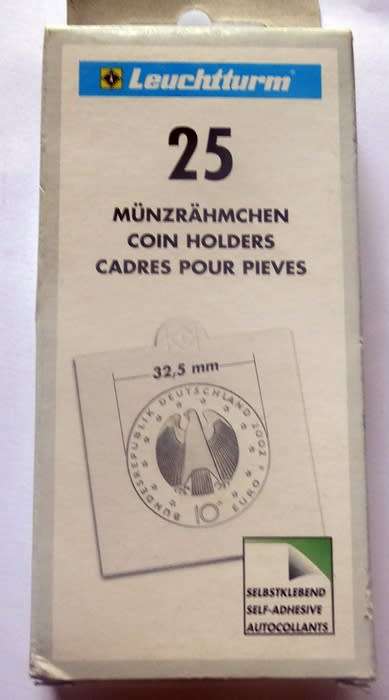 Leuchtturm
25
MÜNZRÄHMCHEN
COIN HOLDERS
CADRES POUR PIEVES
32,5 mm
BUNDESREPUBLIK DEUTSCHLAND 2002
10
EURO
SELBSTKLEBEND
SELF-ADHESIVE
AUTOCOLLANTS